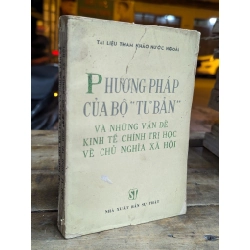 TÀI LIỆU THAM KHẢO NƯỚC NGOÀI
PHƯƠNG PHÁP
CỦA BỘ "TƯ BẢN"
VÀ NHỮNG VẤN ĐỀ
KINH TẾ CHÍNH TRỊ HỌC
VỀ CHỦ NGHĨA XÃ HỘI
NHÀ XUẤT BẢN SỰ THẬT